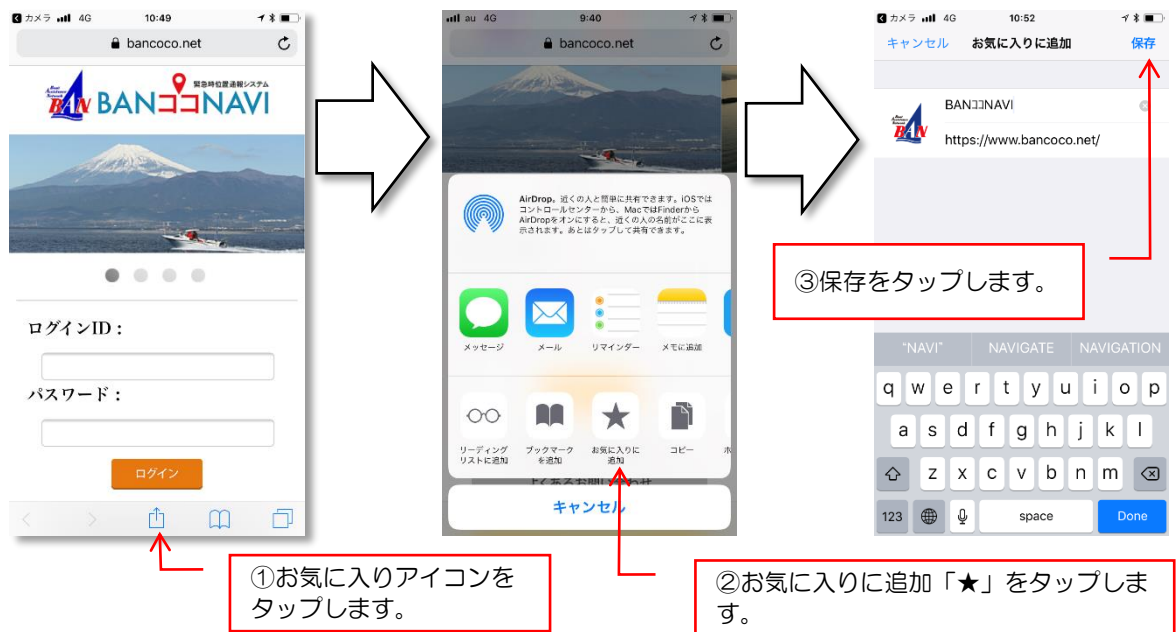 カメラ 4G 10:49
bancoco.net
緊急時位置通報システム
BAN BANココNAVI
ログインID：
パスワード：
ログイン
①お気に入りアイコンを
タップします。
au 4G 9:40
bancoco.net
AirDrop。近くの人と簡単に共有できます。iOSでは
コントロールセンターから、MacではFinderから
AirDropをオンにすると、近くの人の名前がここに表
示されます。あとはタップして共有できます。
メッセージ メール リマインダー メモに追加
リーディング ブックマーク お気に入りに コピー ホ
リストに追加 を追加 追加
よくあるお問い合わせ
キャンセル
②お気に入りに追加「★」をタップしま
す。
カメラ 4G 10:52
キャンセル お気に入りに追加 保存
BAN
BANココNAVI
https://www.bancoco.net/
③保存をタップします。
“NAVI” NAVIGATE NAVIGATION
q w e r t y u i o p
a s d f g h j k l
z x c v b n m
123 space Done